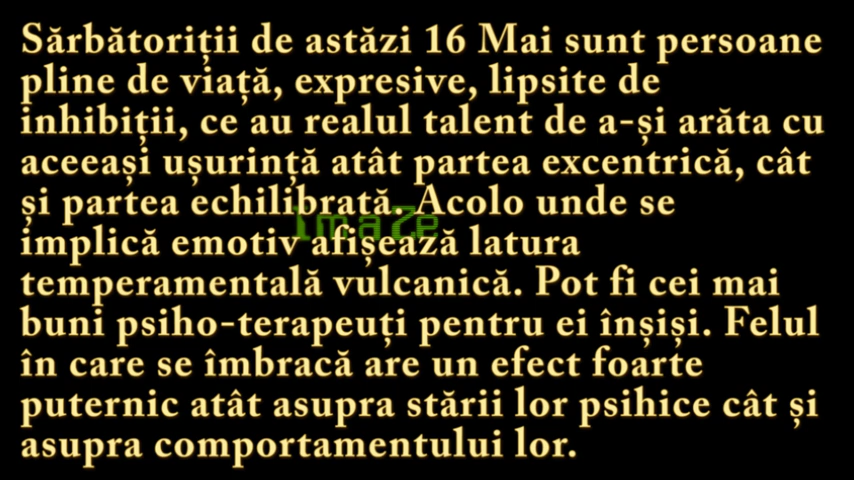 Sărbătoriții de astăzi 16 Mai sunt persoane
pline de viață, expresive, lipsite de
inhibiții, ce au realul talent de a-și arăta cu
aceeași ușurință atât partea excentrică, cât
și partea echilibrată. Acolo unde se
imaZe
implică emotiv afișează latura
temperamentală vulcanică. Pot fi cei mai
buni psiho-terapeuți pentru ei înșiși. Felul
în care se îmbracă are un efect foarte
puternic atât asupra stării lor psihice cât și
asupra comportamentului lor.